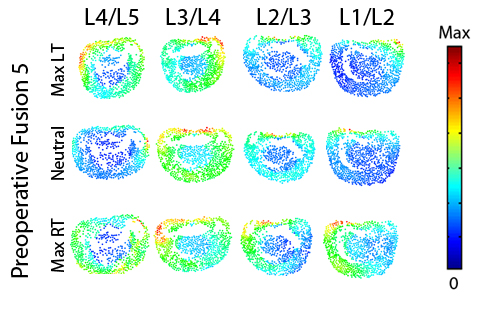 L4/L5 L3/L4 L2/L3 L1/L2
Max
Preoperative Fusion 5
Max LT
Neutral
Max RT
0